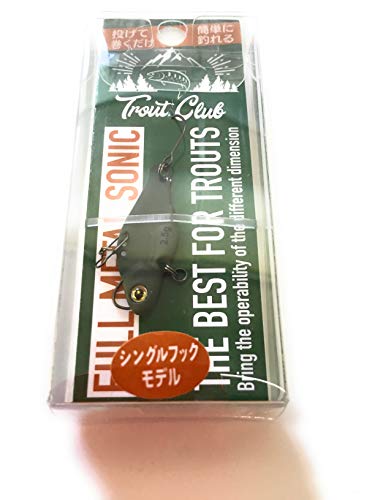 投げて
巻くだけ
簡単に
釣れる
Trout Club
FULL METAL SONIC
THE BEST FOR TROUTS
Bring the operability of the different dimension
2.5g
シングルフック
モデル